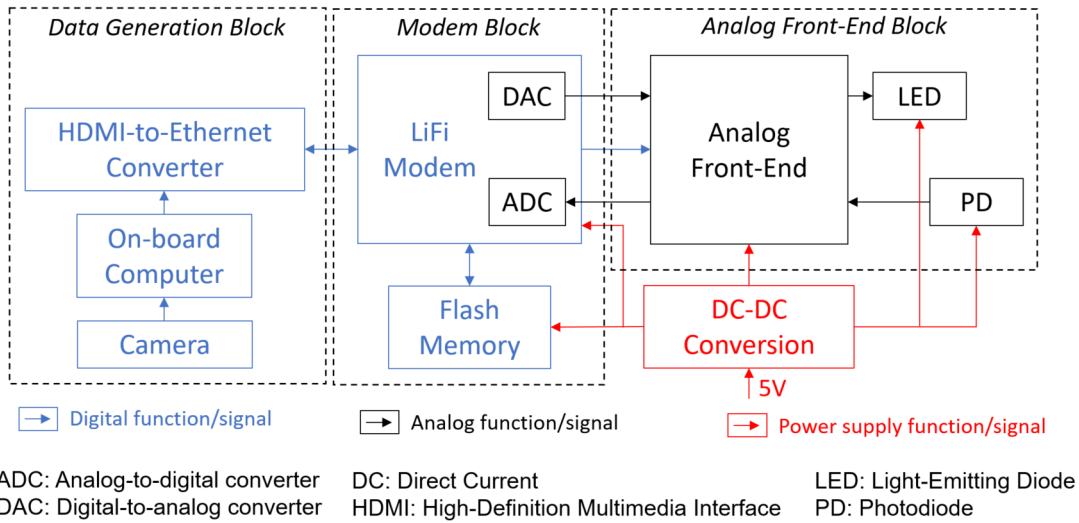 Data Generation Block
Modem Block
Analog Front-End Block
HDMI-to-Ethernet
Converter
On-board
Computer
Camera
LiFi
Modem
DAC
ADC
Flash
Memory
Analog
Front-End
LED
PD
DC-DC
Conversion
5V
Digital function/signal
Analog function/signal
Power supply function/signal
ADC: Analog-to-digital converter
DAC: Digital-to-analog converter
DC: Direct Current
HDMI: High-Definition Multimedia Interface
LED: Light-Emitting Diode
PD: Photodiode